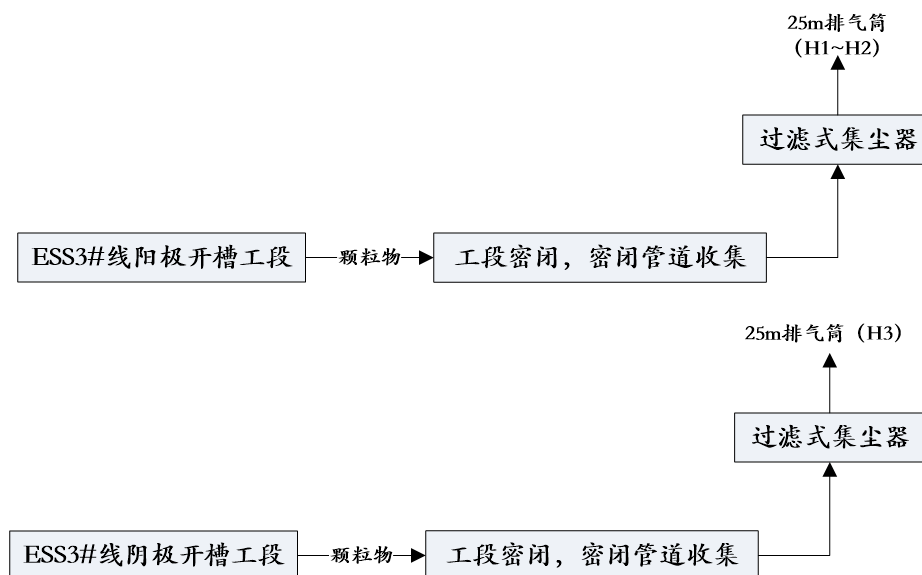 25m排气筒
（H1~H2）
过滤式集尘器
ESS3#线阳极开槽工段
颗粒物
工段密闭，密闭管道收集
25m排气筒（H3）
过滤式集尘器
ESS3#线阴极开槽工段
颗粒物
工段密闭，密闭管道收集